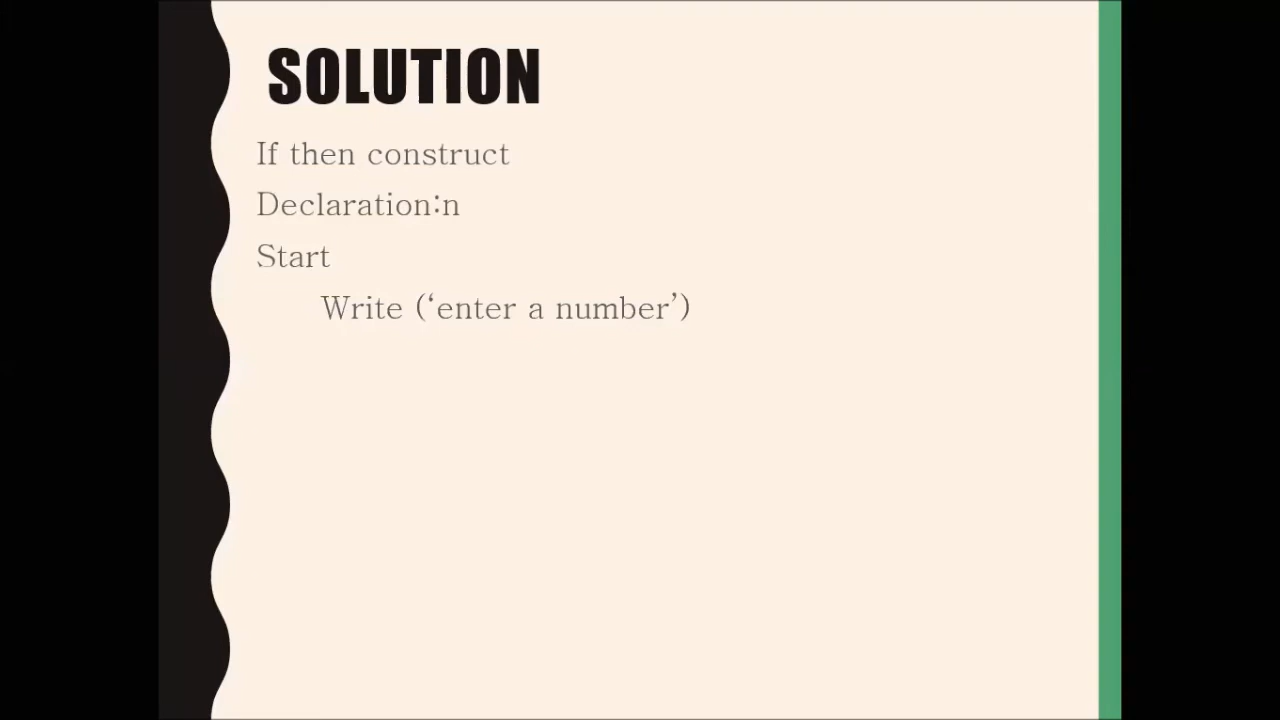 SOLUTION
If then construct
Declaration:n
Start
Write (‘enter a number’)